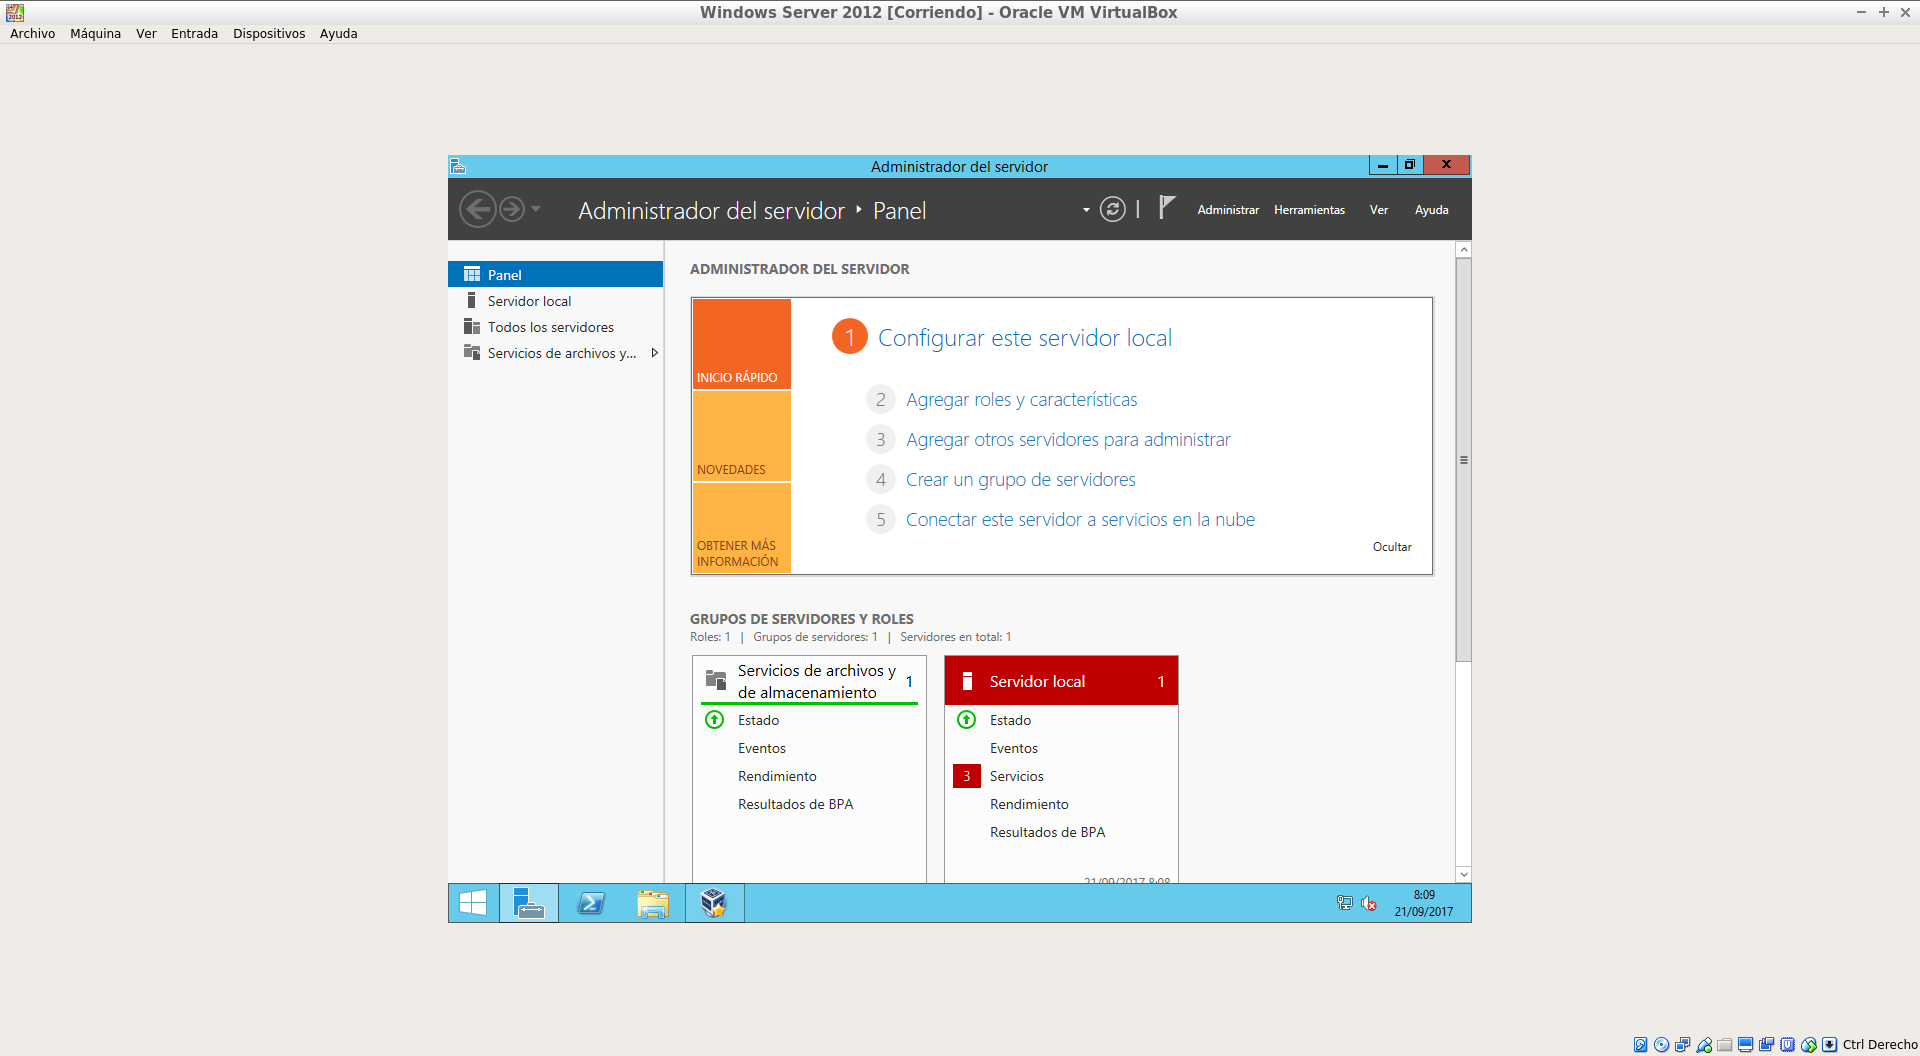 Windows Server 2012 [Corriendo] - Oracle VM VirtualBox
Archivo Máquina Ver Entrada Dispositivos Ayuda
Administrador del servidor
Administrador del servidor Panel
Administrar Herramientas Ver Ayuda
Panel
Servidor local
Todos los servidores
Servicios de archivos y...
ADMINISTRADOR DEL SERVIDOR
INICIO RÁPIDO
NOVEDADES
OBTENER MÁS
INFORMACIÓN
1 Configurar este servidor local
2 Agregar roles y características
3 Agregar otros servidores para administrar
4 Crear un grupo de servidores
5 Conectar este servidor a servicios en la nube
Ocultar
GRUPOS DE SERVIDORES Y ROLES
Roles: 1 | Grupos de servidores: 1 | Servidores en total: 1
Servicios de archivos y
de almacenamiento 1
Estado
Eventos
Rendimiento
Resultados de BPA
Servidor local 1
Estado
Eventos
3 Servicios
Rendimiento
Resultados de BPA
21/09/2017 8:08
8:09
21/09/2017
Ctrl Derecho